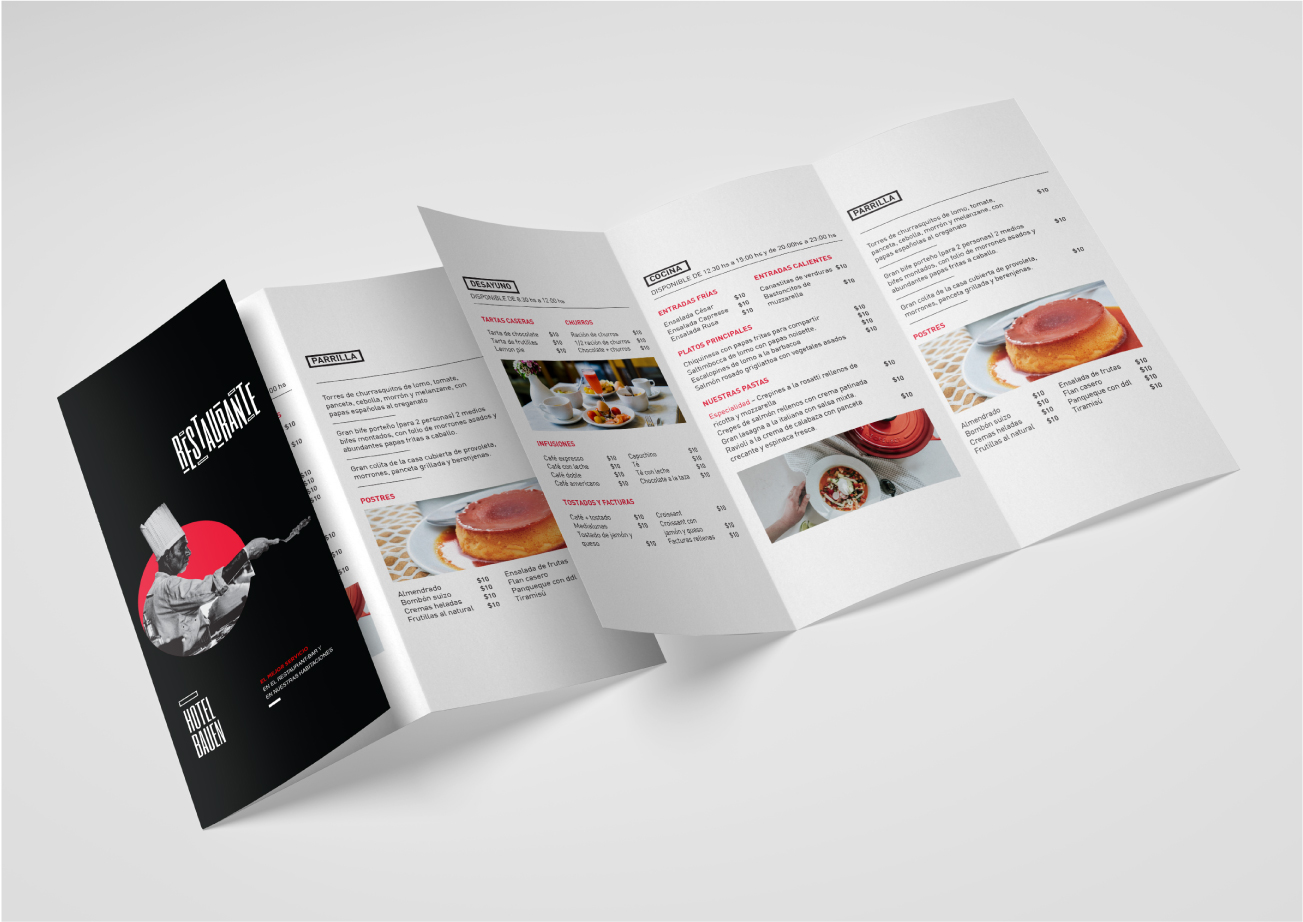 RESTAURANTE
EL MEJOR SERVICIO
EN EL RESTAURANT-BAR Y
EN NUESTRAS HABITACIONES
HOTEL
BAUEN
00 hs
$10
$10
$10
$10
$10
$10
$10
$10
PARRILLA
Torres de churrasquitos de lomo, tomate,
panceta, cebolla, morrón y melanzane, con
papas españolas al oreganato
Gran bife porteño (para 2 personas) 2 medios
bifes montados, con folio de morrones asados y
abundantes papas fritas a caballo.
Gran colita de la casa cubierta de provoleta,
morrones, panceta grillada y berenjenas.
POSTRES
Almendrado $10
Bombón suizo $10
Cremas heladas $10
Frutillas al natural $10
Ensalada de frutas
Flan casero
Panqueque con ddl
Tiramisú
DESAYUNO
DISPONIBLE DE 8,30 hs a 12.00 hs
TARTAS CASERAS
Tarta de chocolate $10
Tarta de frutillas $10
Lemon pie $10
CHURROS
Ración de churros $10
1/2 ración de churros $10
Chocolate + churros $10
INFUSIONES
Café expresso $10
Café con leche $10
Café doble $10
Café americano $10
Capuchino $10
Té $10
Té con leche $10
Chocolate a la taza $10
TOSTADOS Y FACTURAS
Café + tostado $10
Medialunes $10
Tostado de jamón y
queso $10
Croissant $10
Croissant con
jamón y queso $10
Facturas rellenas $10
COCINA
DISPONIBLE DE 12.30 hs a 15.00 hs y de 20.00hs a 23.00 hs
ENTRADAS FRÍAS
Ensalada César $10
Ensalada Capresse $10
Ensalada Rusa $10
ENTRADAS CALIENTES
Canastitas de verduras $10
Bastoncitos de
muzzarella $10
PLATOS PRINCIPALES
Chiquinesa con papas fritas para compartir $10
Saltimbocca de lomo con papas noisette. $10
Escalopines de lomo a la barbacoa $10
Salmón rosado grigliattoa con vegetales asados $10
NUESTRAS PASTAS
Especialidad – Crepines a la rosatti rellenos de
ricotta y mozzarella $10
Crepes de salmón rellenos con crema patinada
Gran lasagna a la italiana con salsa mixta. $10
Ravioli a la crema de calabaza con panceta
crecante y espinaca fresca. $10
PARRILLA
Torres de churrasquitos de lomo, tomate,
panceta, cebolla, morrón y melanzane, con
papas españolas al oreganato
$10
Gran bife porteño (para 2 personas) 2 medios
bifes montados, con folio de morrones asados y
abundantes papas fritas a caballo.
$10
Gran colita de la casa cubierta de provoleta,
morrones, panceta grillada y berenjenas.
$10
POSTRES
Almendrado $10
Bombón suizo $10
Cremas heladas $10
Frutillas al natural $10
Ensalada de frutas $10
Flan casero $10
Panqueque con ddl $10
Tiramisú $10